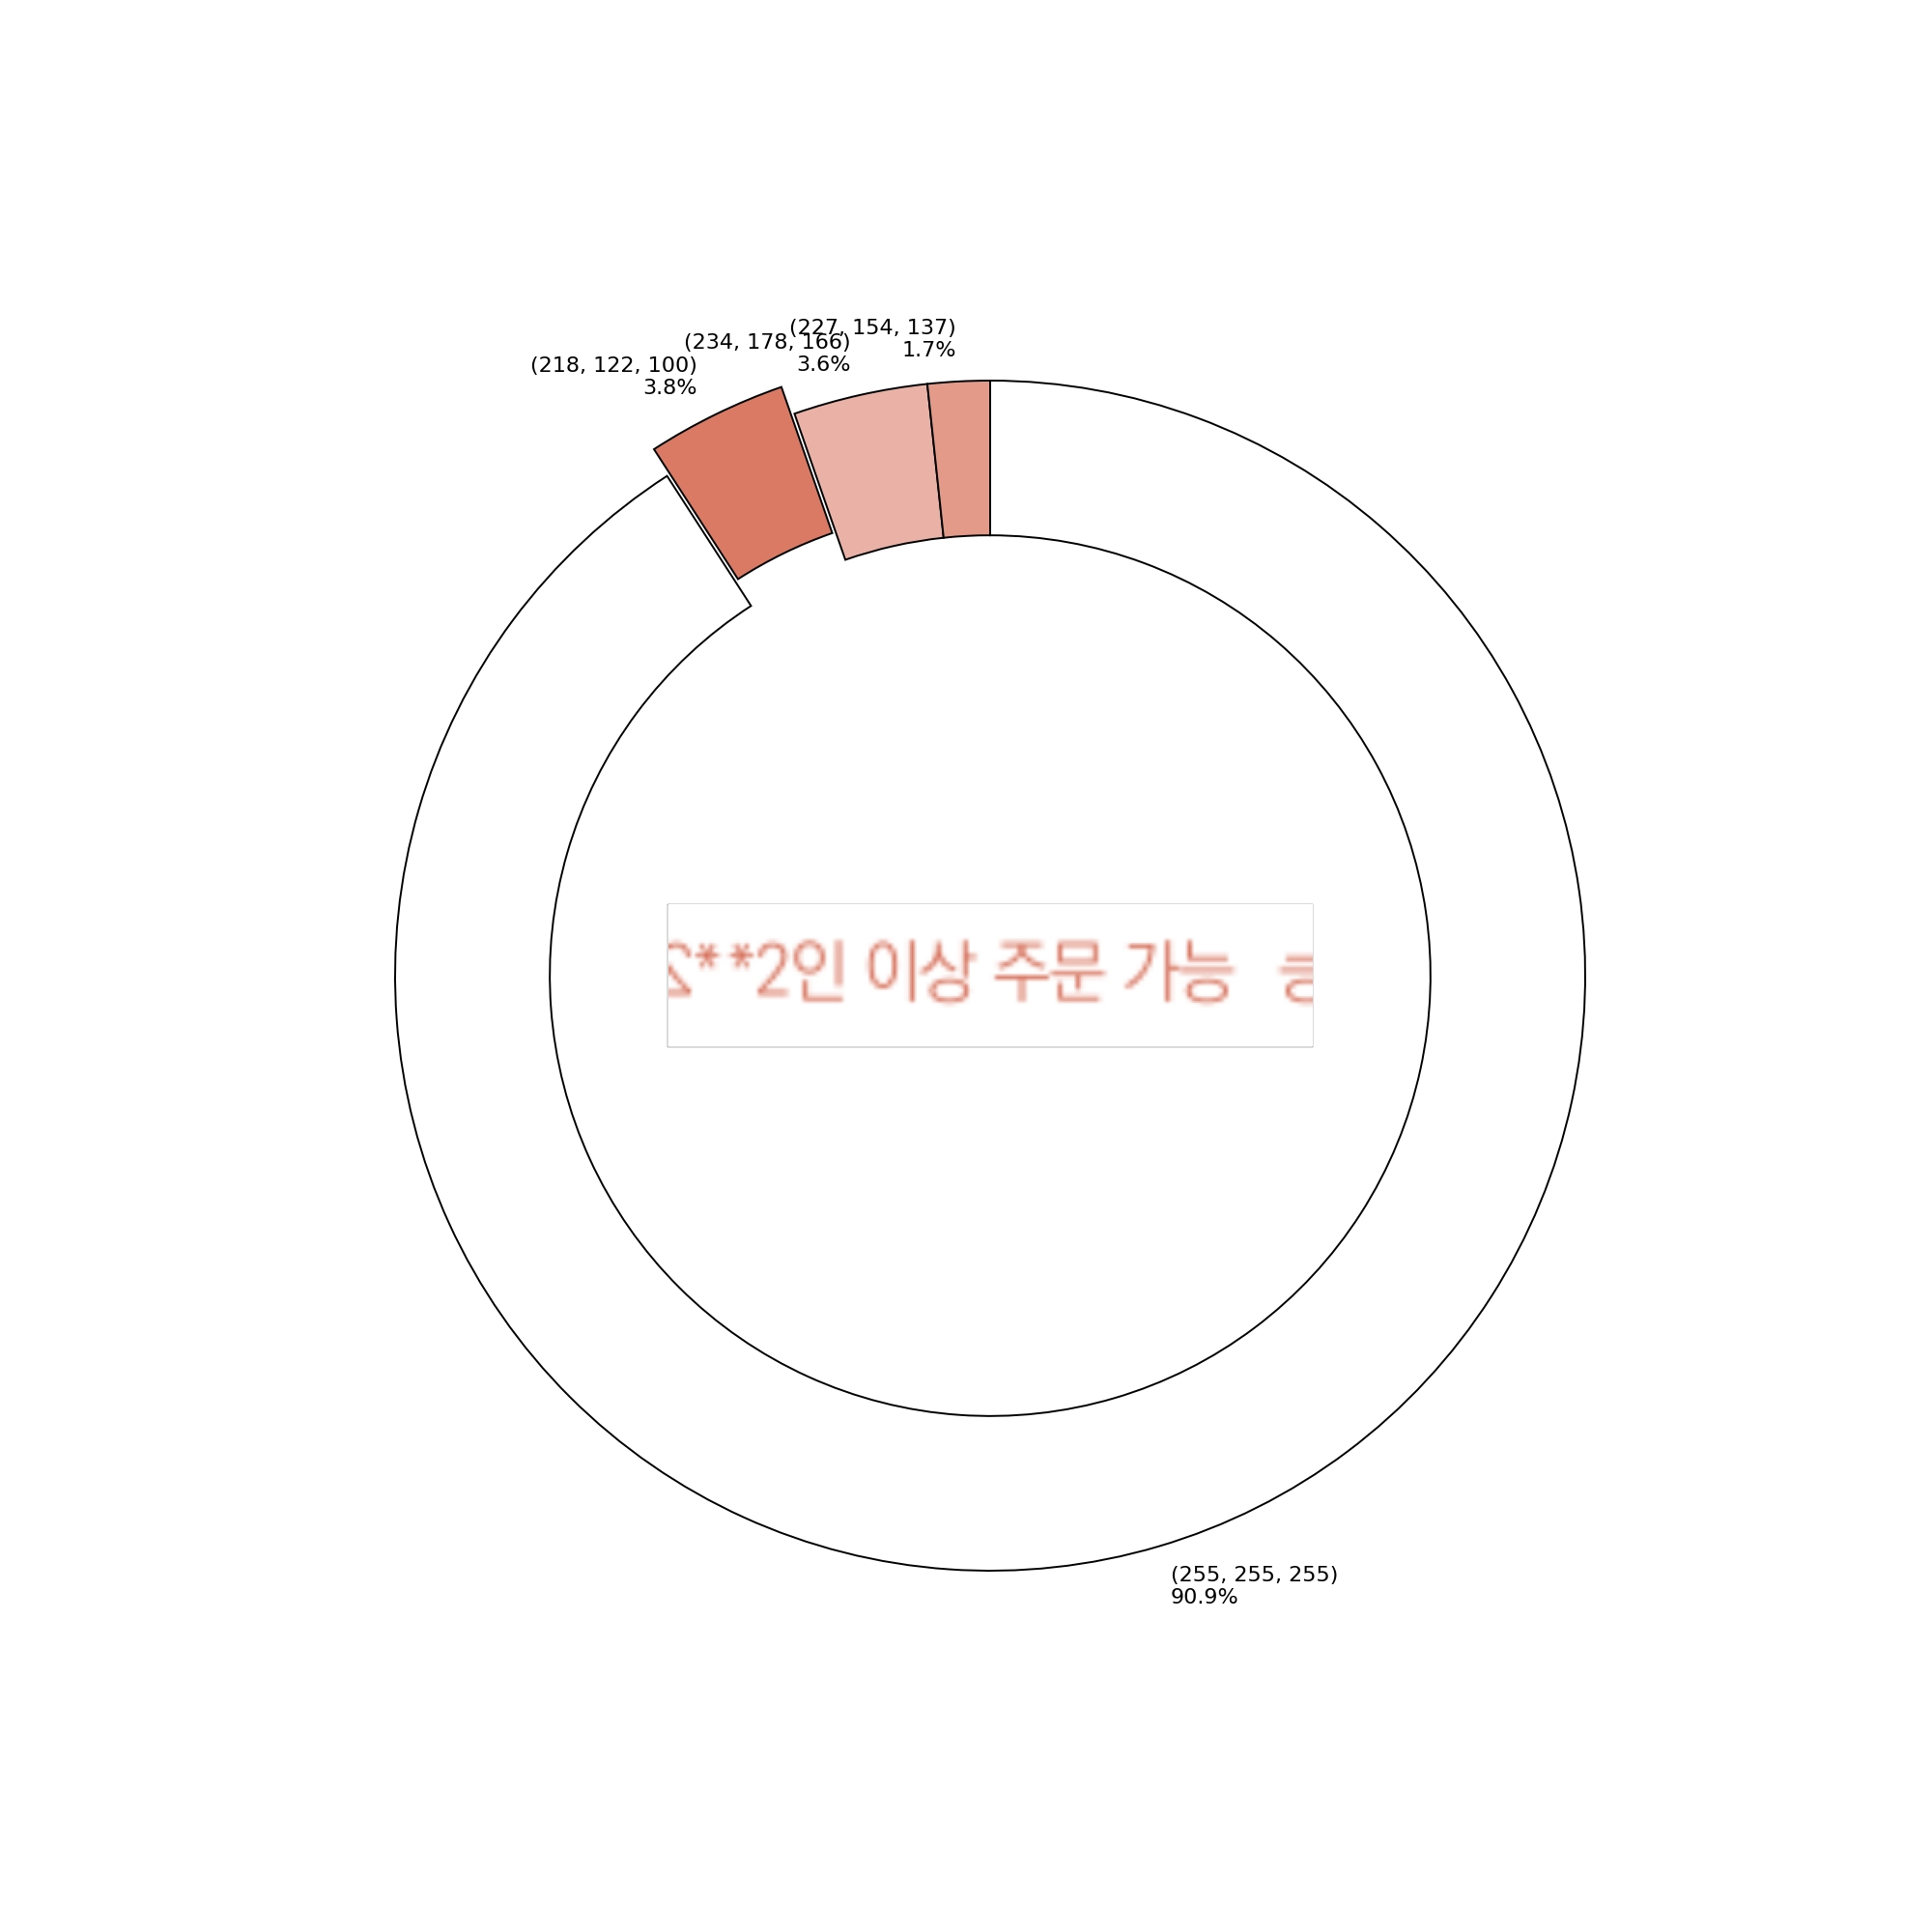 (227, 154, 137)
1.7%
(234, 178, 166)
3.6%
(218, 122, 100)
3.8%
**2인 이상 주문 가능
(255, 255, 255)
90.9%